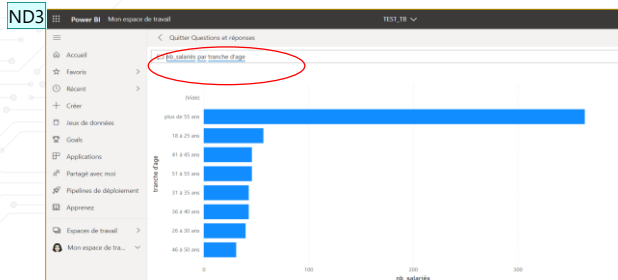 ND3
Power BI Mon espace de travail TEST_TB
Quitter Questions et réponses
nb_salariés par tranche d'age
Accueil
Favoris
Récent
Créer
Jeux de données
Goals
Applications
Partagé avec moi
Pipelines de déploiement
Apprenez
Espaces de travail
Mon espace de tra...
tranche d'age
(Vide)
plus de 55 ans
18 à 25 ans
41 à 45 ans
51 à 55 ans
31 à 35 ans
36 à 40 ans
26 à 30 ans
46 à 50 ans
0 100 200 300
nb_salariés